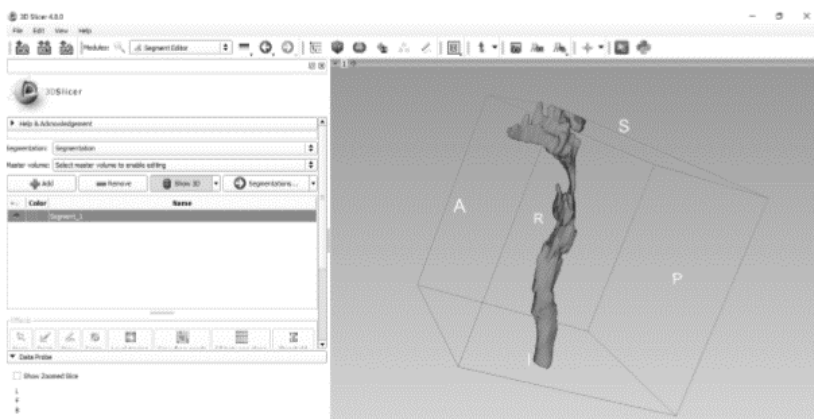 3D Slicer 4.8.0
File Edit View Help
Modules: Segment Editor
1
3DSlicer
Help & Acknowledgement
Segmentation: Segmentation
Master volume: Select master volume to enable editing
Add Remove Show 3D Segmentations...
Color Name
Segment_1
Effects
Data Probe
Show Zoomed Slice
L
F
B
S
A
R
P
I